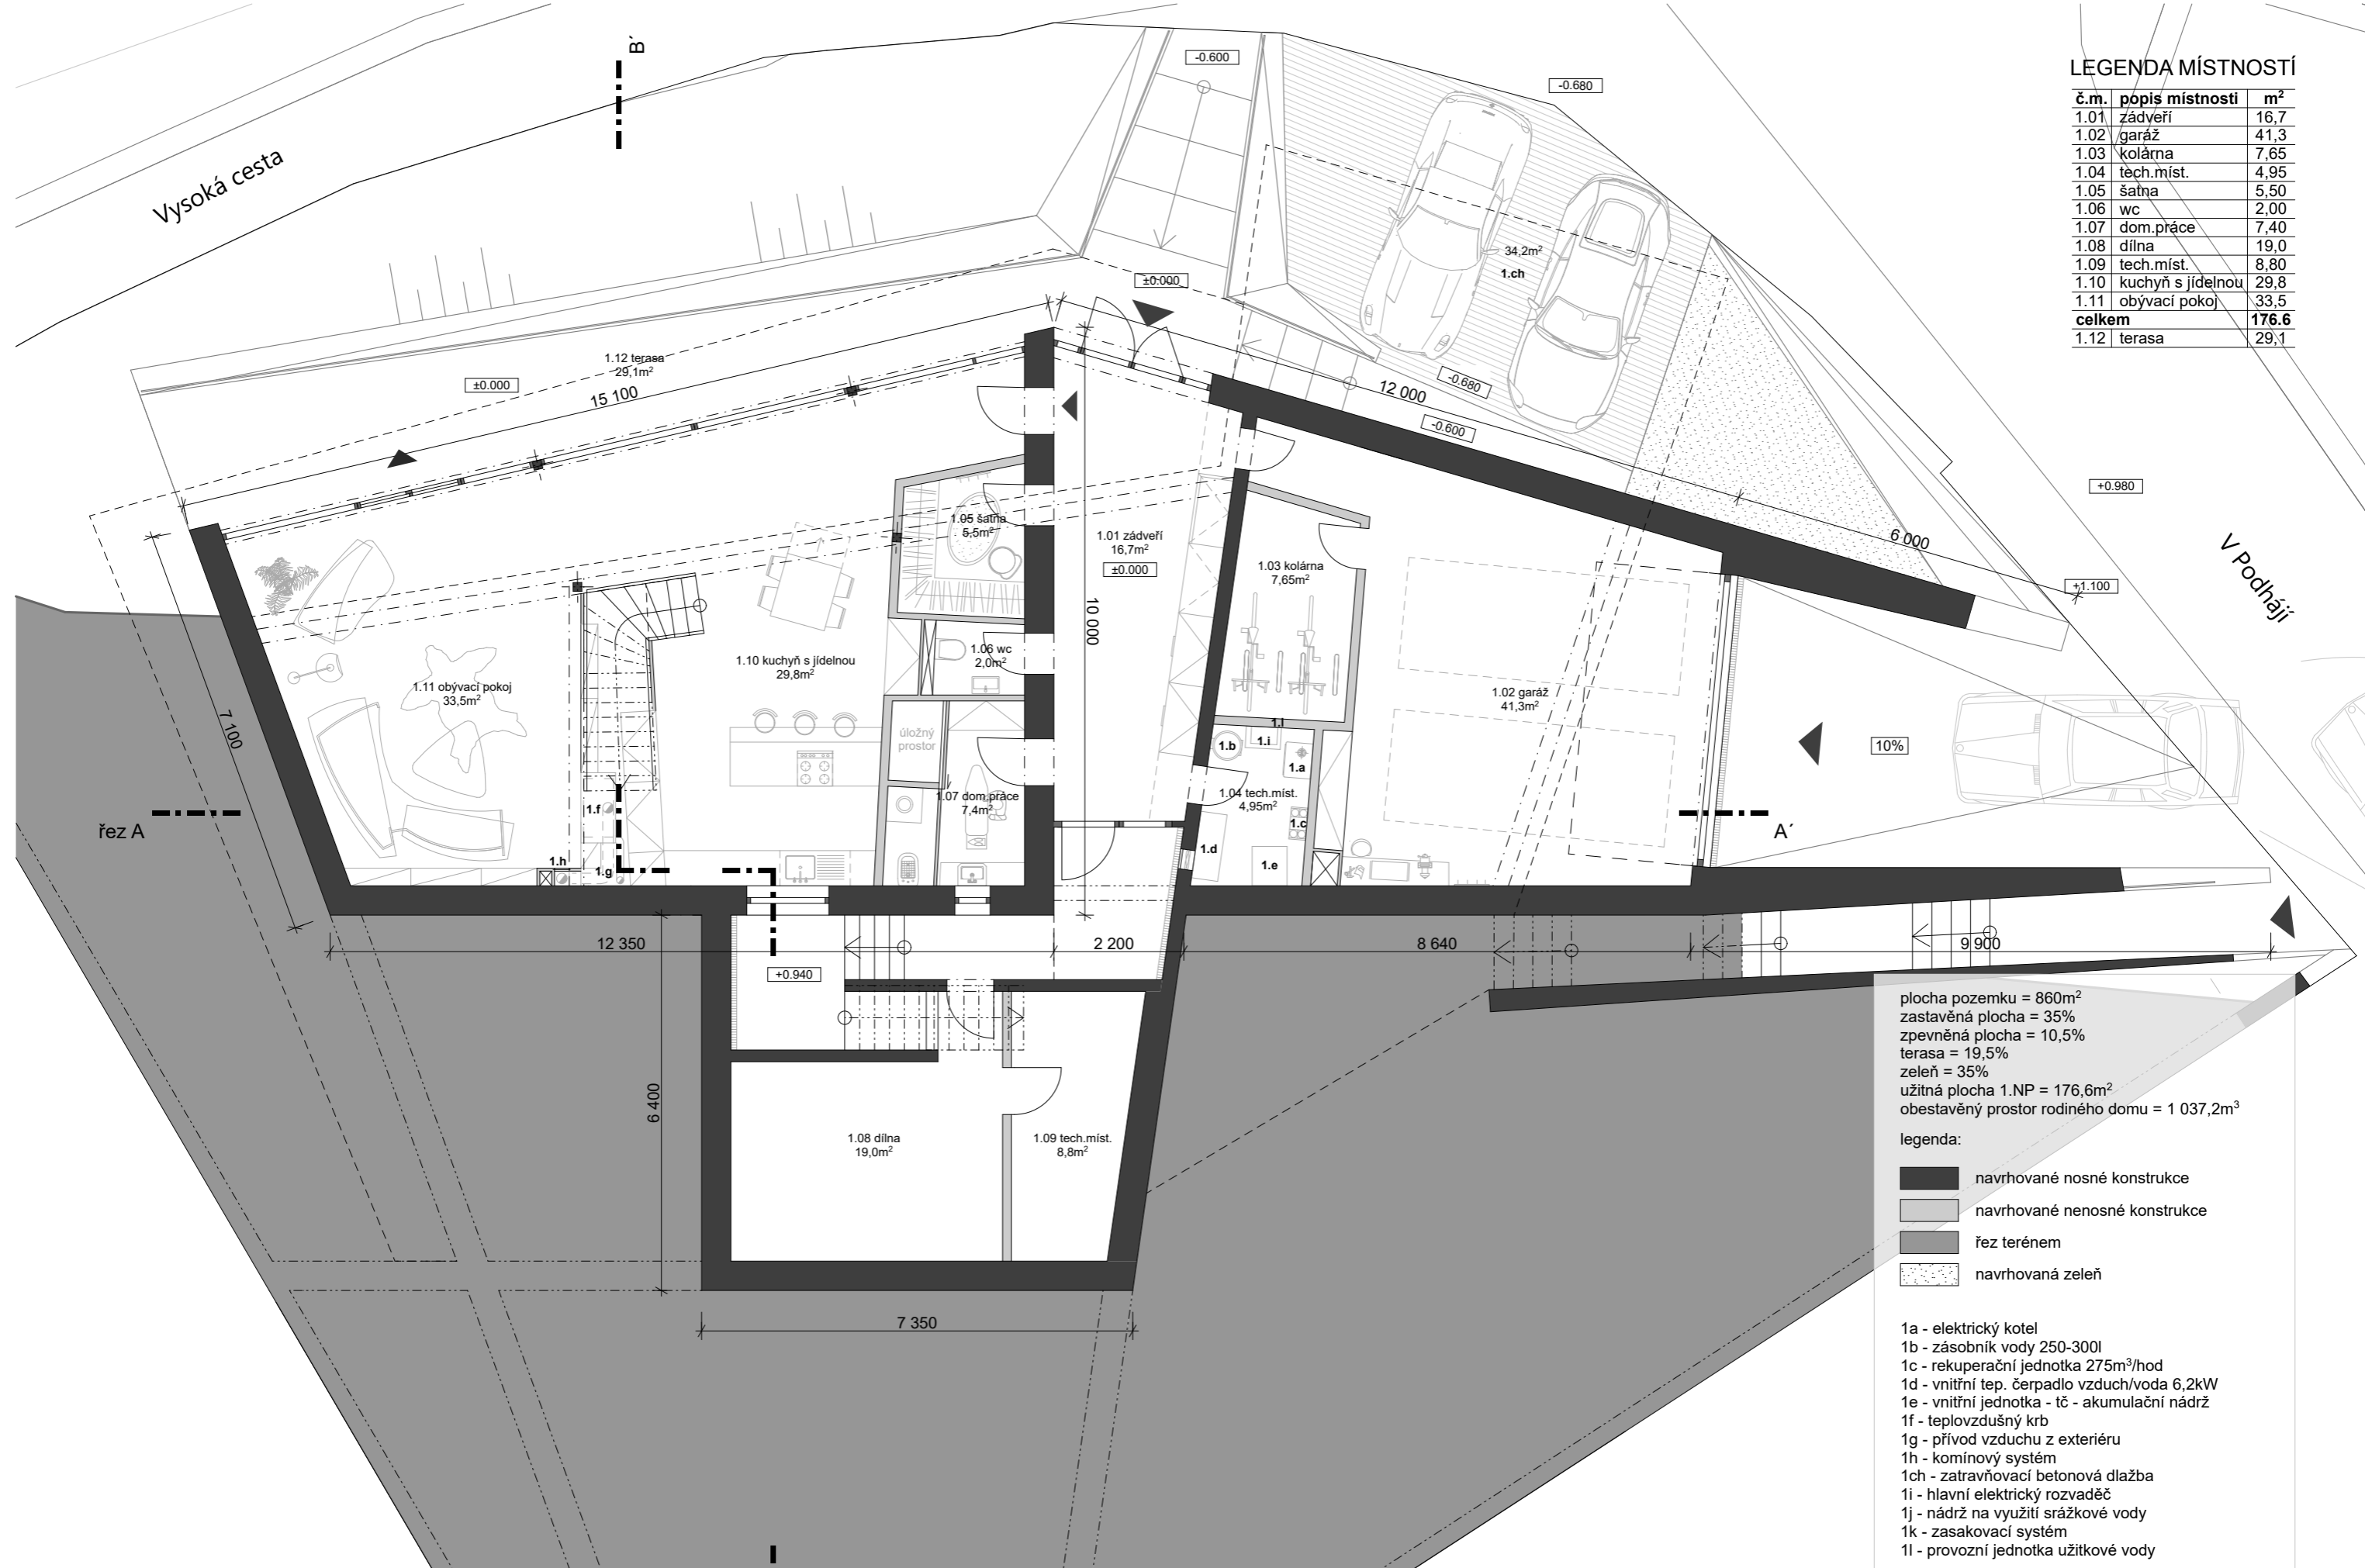 B´
Vysoká cesta
-0.600
-0.680
LEGENDA MÍSTNOSTÍ
č.m. popis místnosti m²
1.01 zádveří 16,7
1.02 garáž 41,3
1.03 kolárna 7,65
1.04 tech.míst. 4,95
1.05 šatna 5,50
1.06 wc 2,00
1.07 dom.práce 7,40
1.08 dílna 19,0
1.09 tech.míst. 8,80
1.10 kuchyň s jídelnou 29,8
1.11 obývací pokoj 33,5
celkem 176.6
1.12 terasa 29,1
34,2m²
1.ch
±0.000
1.12 terasa
29,1m²
±0.000
15 100
-0.680
12 000
-0.600
+0.980
6 000
V Podhájí
+1.100
1.05 šatna
5,5m²
1.01 zádveří
16,7m²
±0.000
1.03 kolárna
7,65m²
10 000
1.06 wc
2,0m²
1.10 kuchyň s jídelnou
29,8m²
1.11 obývací pokoj
33,5m²
1.02 garáž
41,3m²
7 100
úložný
prostor
1.l
1.b
1.i
1.a
10%
1.07 dom.práce
7,4m²
1.04 tech.míst.
4,95m²
1.f
1.c
řez A
A´
1.d
1.h
1.g
1.e
12 350
2 200
8 640
9 900
+0.940
6 400
1.08 dílna
19,0m²
1.09 tech.míst.
8,8m²
7 350
plocha pozemku = 860m²
zastavěná plocha = 35%
zpevněná plocha = 10,5%
terasa = 19,5%
zeleň = 35%
užitná plocha 1.NP = 176,6m²
obestavěný prostor rodiného domu = 1 037,2m³
legenda:
navrhované nosné konstrukce
navrhované nenosné konstrukce
řez terénem
navrhovaná zeleň
1a - elektrický kotel
1b - zásobník vody 250-300l
1c - rekuperační jednotka 275m³/hod
1d - vnitřní tep. čerpadlo vzduch/voda 6,2kW
1e - vnitřní jednotka - tč - akumulační nádrž
1f - teplovzdušný krb
1g - přívod vzduchu z exteriéru
1h - komínový systém
1ch - zatravňovací betonová dlažba
1i - hlavní elektrický rozvaděč
1j - nádrž na využití srážkové vody
1k - zasakovací systém
1l - provozní jednotka užitkové vody